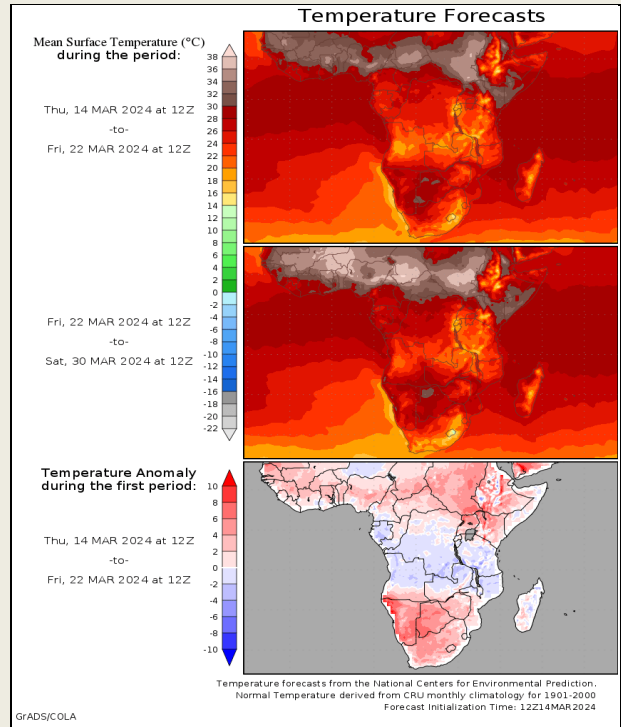 Temperature Forecasts
Mean Surface Temperature (°C)
during the period:
Thu, 14 MAR 2024 at 12Z
-to-
Fri, 22 MAR 2024 at 12Z
38
36
34
32
30
28
26
24
22
20
18
16
14
12
10
8
6
4
2
0
-2
-4
-6
-8
-10
-12
-14
-16
-18
-20
-22
Fri, 22 MAR 2024 at 12Z
-to-
Sat, 30 MAR 2024 at 12Z
Temperature Anomaly
during the first period:
Thu, 14 MAR 2024 at 12Z
-to-
Fri, 22 MAR 2024 at 12Z
10
8
6
4
2
0
-2
-4
-6
-8
-10
Temperature forecasts from the National Centers for Environmental Prediction.
Normal Temperature derived from CRU monthly climatology for 1901-2000
Forecast Initialization Time: 12Z14MAR2024
GrADS/COLA